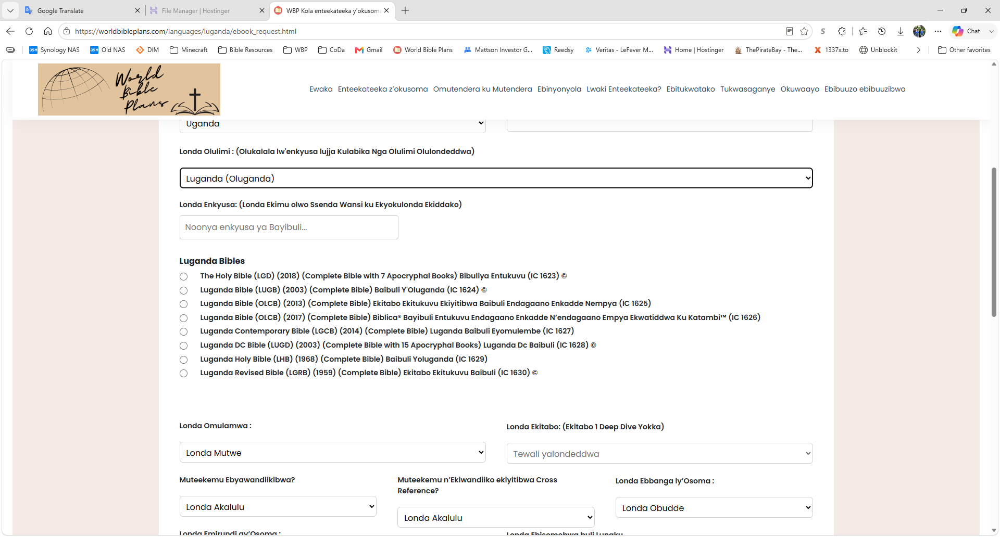 Google Translate
File Manager | Hostinger
WBP Kola enteekateeka y'okusoma
https://worldbibleplans.com/languages/luganda/ebook_request.html
Chat
Synology NAS
Old NAS
DIM
Minecraft
Bible Resources
WBP
CoDa
Gmail
World Bible Plans
Mattson Investor G...
Reedsy
Veritas - LeFever M...
Home | Hostinger
ThePirateBay - The...
1337x.to
Unblockit
Other favorites
World
Bible
Plans
Ewaka Enteekateeka z’okusoma Omutendera ku Mutendera Ebinyonyola Lwaki Enteekateeka? Ebitukwatako Tukwasaganye Okuwaayo Ebibuuzo ebibuuzibwa
Uganda
Londa Olulimi : (Olukalala lw'enkyusa lujja Kulabika Nga Olulimi Olulondeddwa)
Luganda (Oluganda)
Londa Enkyusa: (Londa Ekimu olwo Ssenda Wansi ku Ekyokulonda Ekiddako)
Noonya enkyusa ya Bayibuli...
Luganda Bibles
The Holy Bible (LGD) (2018) (Complete Bible with 7 Apocryphal Books) Bibuliya Entukuvu (IC 1623) ©
Luganda Bible (LUGB) (2003) (Complete Bible) Baibuli Y'Oluganda (IC 1624) ©
Luganda Bible (OLCB) (2013) (Complete Bible) Ekitabo Ekitukuvu Ekiyitibwa Baibuli Endagaano Enkadde Nempya (IC 1625)
Luganda Bible (OLCB) (2017) (Complete Bible) Biblica® Bayibuli Entukuvu Endagaano Enkadde N’endagaano Empya Ekwatiddwa Ku Katambi™ (IC 1626)
Luganda Contemporary Bible (LGCB) (2014) (Complete Bible) Luganda Baibuli Eyomulembe (IC 1627)
Luganda DC Bible (LUGD) (2003) (Complete Bible with 15 Apocryphal Books) Luganda Dc Baibuli (IC 1628) ©
Luganda Holy Bible (LHB) (1968) (Complete Bible) Baibuli Yoluganda (IC 1629)
Luganda Revised Bible (LGRB) (1959) (Complete Bible) Ekitabo Ekitukuvu Baibuli (IC 1630) ©
Londa Omulamwa :
Londa Ekitabo: (Ekitabo 1 Deep Dive Yokka)
Londa Mutwe
Tewali yalondeddwa
Muteekemu Ebyawandiikibwa?
Muteekemu n’Ekiwandiiko ekiyitibwa Cross
Reference?
Londa Ebbanga ly’Osoma :
Londa Akalulu
Londa Akalulu
Londa Obudde
Londa Emirundi gy’Osoma :
Londa Ebisomebwa buli Lunaku